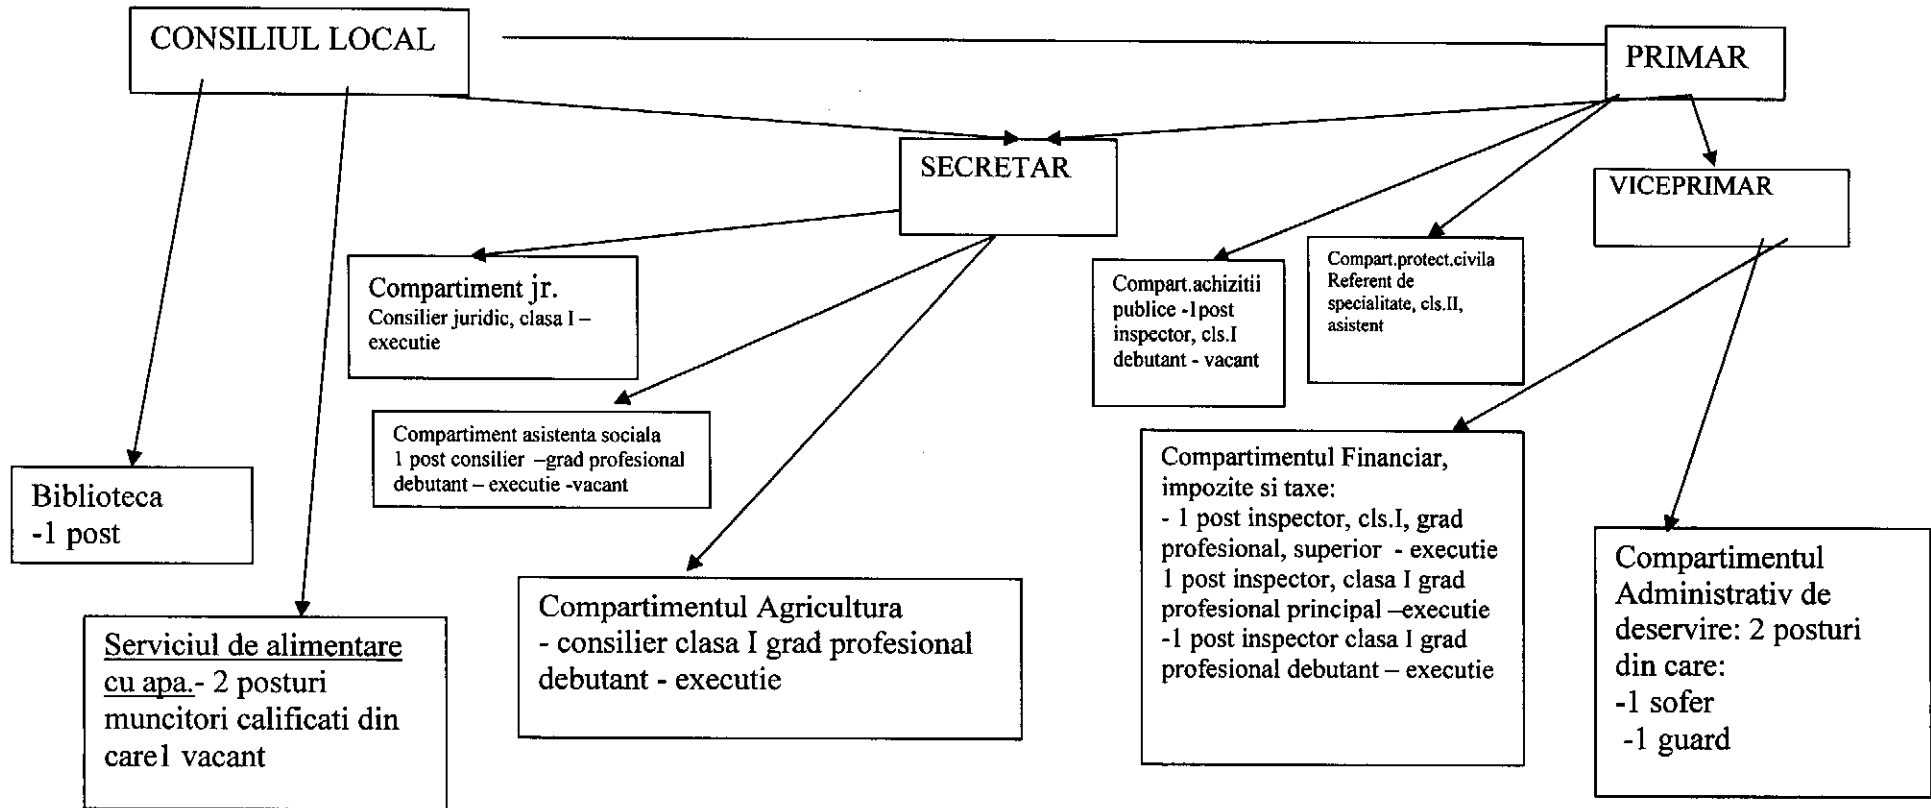 CONSILIUL LOCAL
PRIMAR
SECRETAR
VICEPRIMAR
Compartiment jr.
Consilier juridic, clasa I –
executie
Compart.achizitii
publice -1post
inspector, cls.I
debutant - vacant
Compart.protect.civila
Referent de
specialitate, cls.II,
asistent
Compartiment asistenta sociala
1 post consilier –grad profesional
debutant – executie -vacant
Biblioteca
-1 post
Compartimentul Financiar,
impozite si taxe:
- 1 post inspector, cls.I, grad
profesional, superior - executie
1 post inspector, clasa I grad
profesional principal –executie
-1 post inspector clasa I grad
profesional debutant – executie
Compartimentul
Administrativ de
deservire: 2 posturi
din care:
-1 sofer
-1 guard
Compartimentul Agricultura
- consilier clasa I grad profesional
debutant - executie
Serviciul de alimentare
cu apa.- 2 posturi
muncitori calificati din
care1 vacant